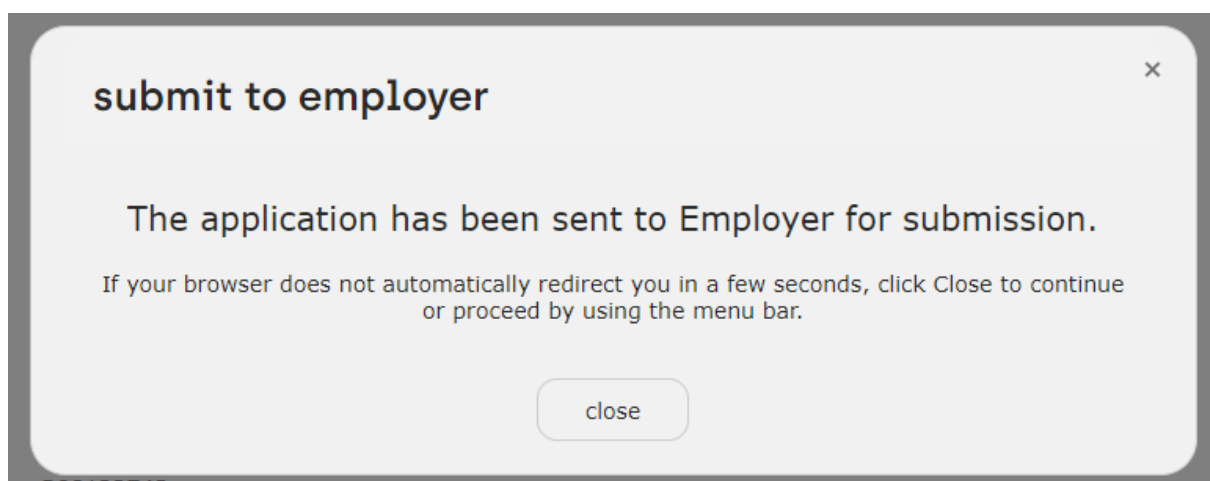 ×
submit to employer
The application has been sent to Employer for submission.
If your browser does not automatically redirect you in a few seconds, click Close to continue
or proceed by using the menu bar.
close